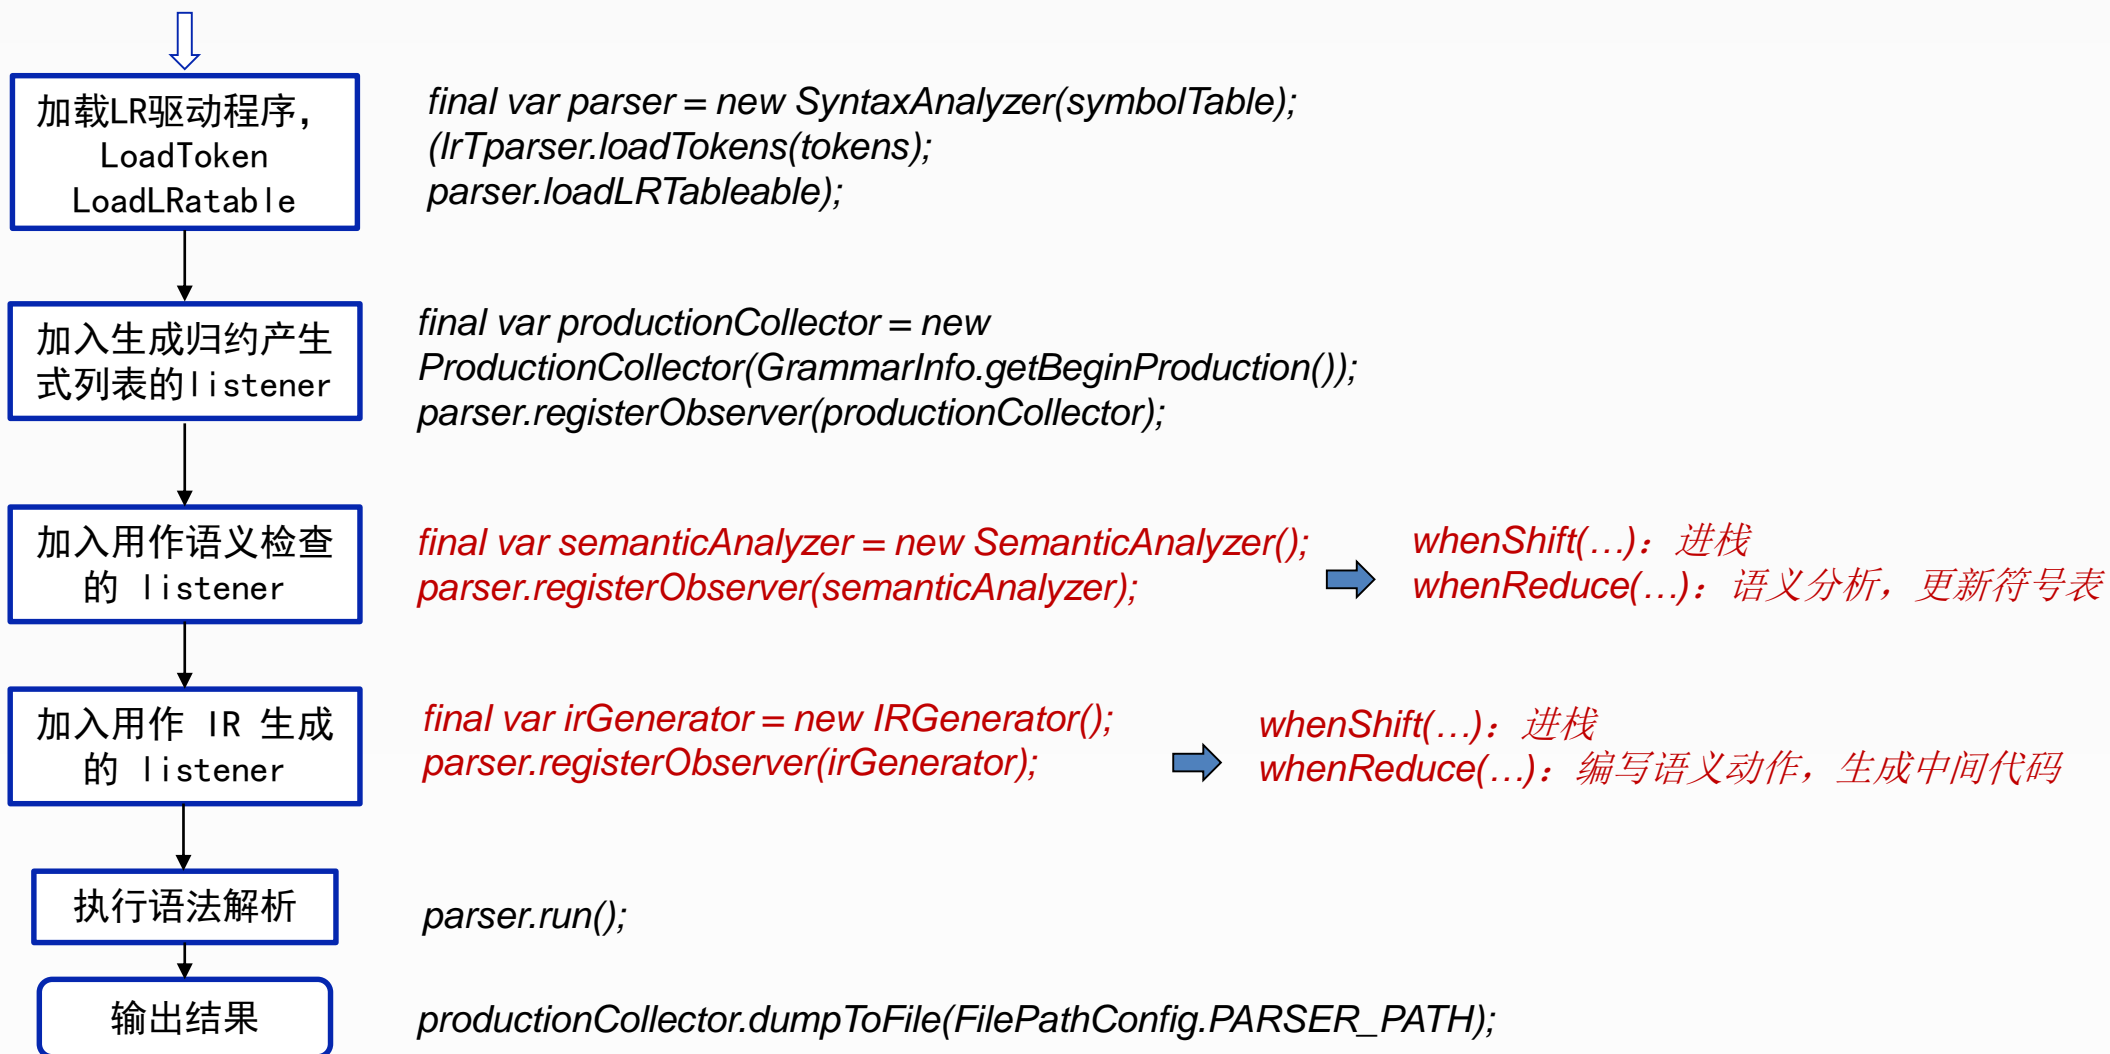 加载LR驱动程序,
LoadToken
LoadLRatable
final var parser = new SyntaxAnalyzer(symbolTable);
(lrTparser.loadTokens(tokens);
parser.loadLRTableable);
加入生成归约产生
式列表的listener
final var productionCollector = new
ProductionCollector(GrammarInfo.getBeginProduction());
parser.registerObserver(productionCollector);
加入用作语义检查
的 listener
final var semanticAnalyzer = new SemanticAnalyzer();
parser.registerObserver(semanticAnalyzer);
whenShift(…)：进栈
whenReduce(…)：语义分析，更新符号表
加入用作 IR 生成
的 listener
final var irGenerator = new IRGenerator();
parser.registerObserver(irGenerator);
whenShift(…)：进栈
whenReduce(…)：编写语义动作，生成中间代码
执行语法解析
parser.run();
输出结果
productionCollector.dumpToFile(FilePathConfig.PARSER_PATH);